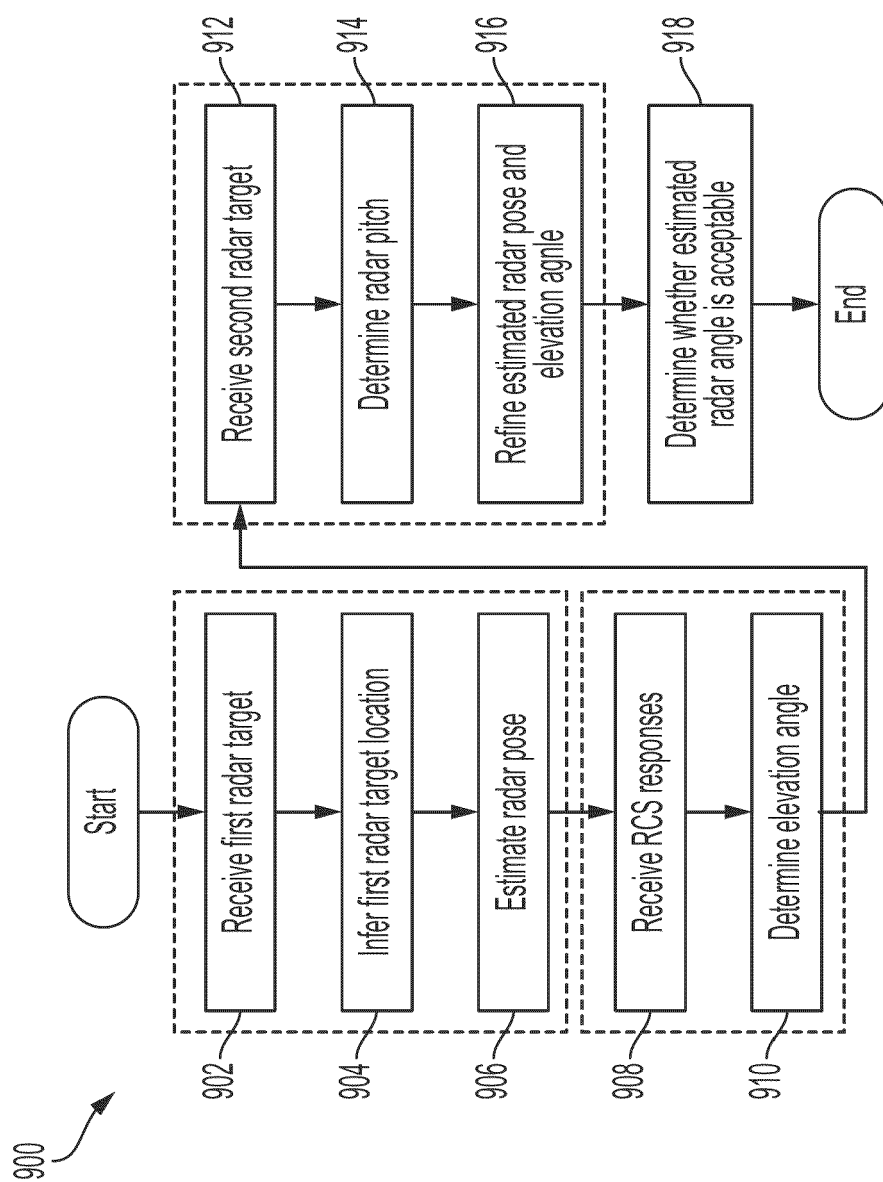 900
Start
902
Receive first radar target
904
Infer first radar target location
906
Estimate radar pose
908
Receive RCS responses
910
Determine elevation angle
912
Receive second radar target
914
Determine radar pitch
916
Refine estimated radar pose and
elevation agnle
918
Determine whether estimated
radar angle is acceptable
End